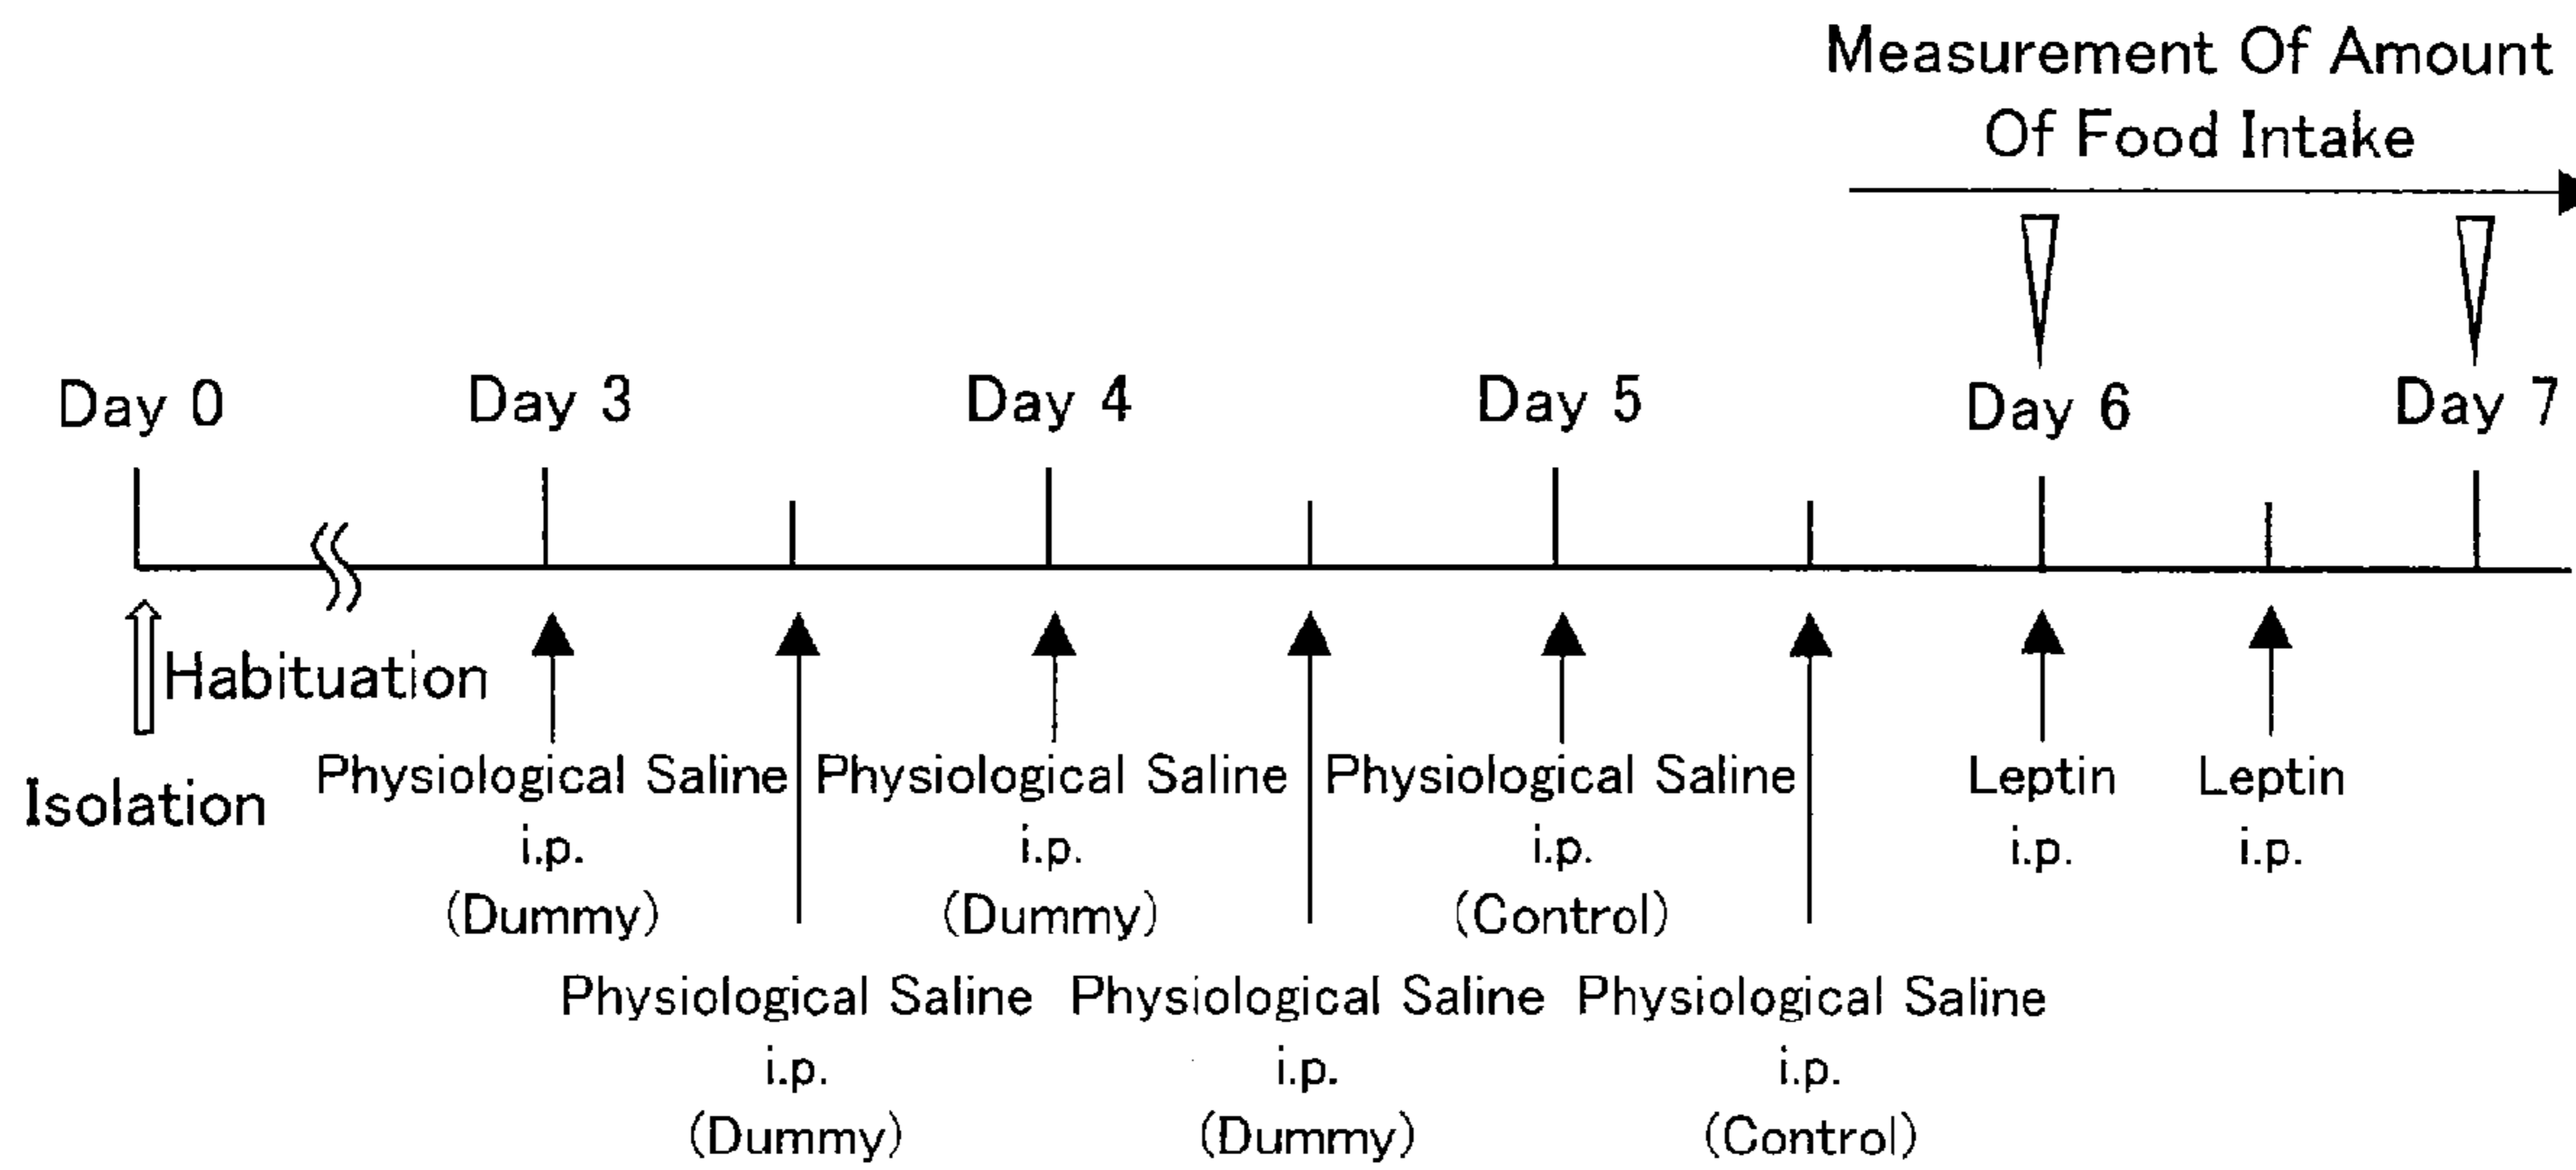 Measurement Of Amount
Of Food Intake
Day 0
Day 3
Day 4
Day 5
Day 6
Day 7
Habituation
Isolation
Physiological Saline
i.p.
(Dummy)
Physiological Saline
i.p.
(Dummy)
Physiological Saline
i.p.
(Dummy)
Physiological Saline
i.p.
(Dummy)
Physiological Saline
i.p.
(Control)
Physiological Saline
i.p.
(Control)
Leptin
i.p.
Leptin
i.p.